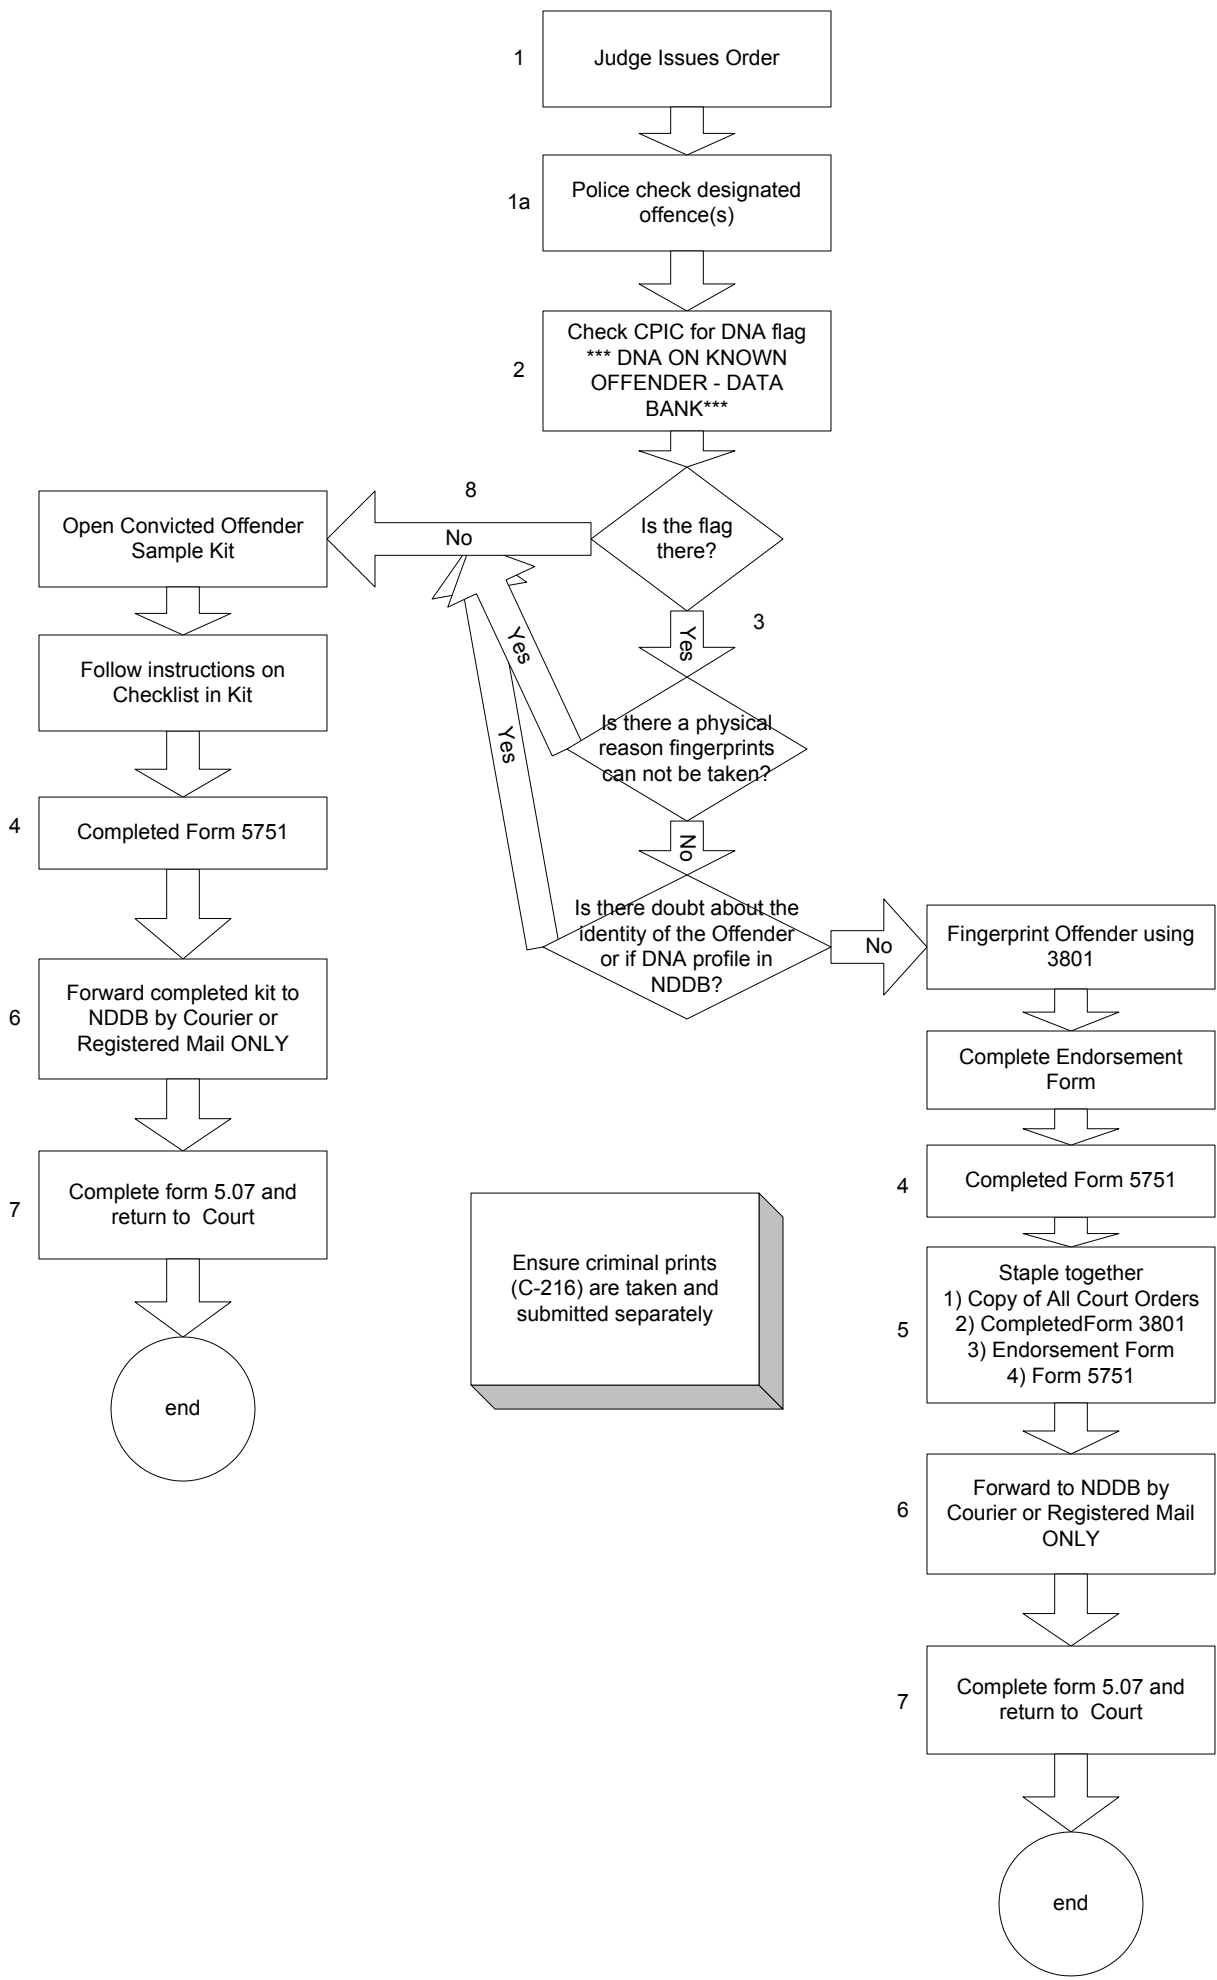 1
Judge Issues Order
1a
Police check designated
offence(s)
2
Check CPIC for DNA flag
*** DNA ON KNOWN
OFFENDER - DATA
BANK***
Is the flag
there?
8
No
Open Convicted Offender
Sample Kit
Follow instructions on
Checklist in Kit
4
Completed Form 5751
6
Forward completed kit to
NDDB by Courier or
Registered Mail ONLY
7
Complete form 5.07 and
return to Court
end
3
Yes
Is there a physical
reason fingerprints
can not be taken?
Yes
No
Is there doubt about the
identity of the Offender
or if DNA profile in
NDDB?
Yes
No
Fingerprint Offender using
3801
Complete Endorsement
Form
4
Completed Form 5751
5
Staple together
1) Copy of All Court Orders
2) CompletedForm 3801
3) Endorsement Form
4) Form 5751
6
Forward to NDDB by
Courier or Registered Mail
ONLY
7
Complete form 5.07 and
return to Court
end
Ensure criminal prints
(C-216) are taken and
submitted separately